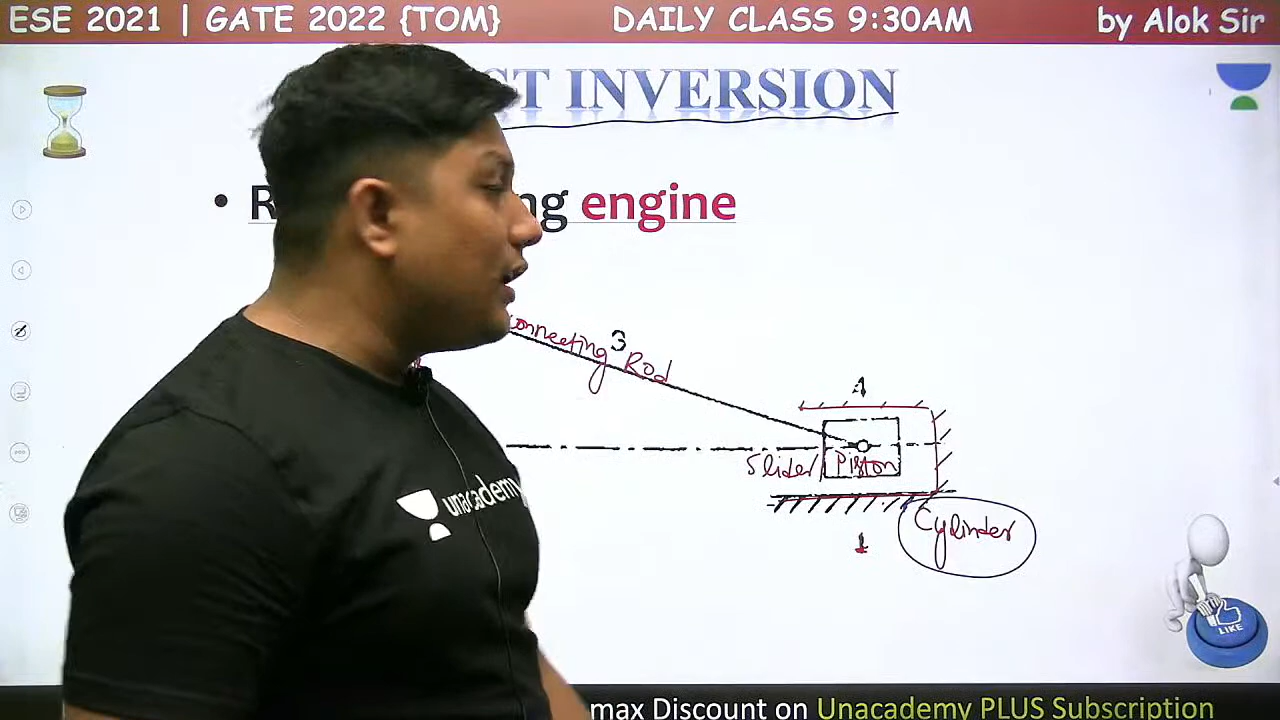 ESE 2021 | GATE 2022 {TOM} DAILY CLASS 9:30AM by Alok Sir
ST INVERSION
• R ng engine
onnecting Rod
3
4
Slider Piston
Cylinder
1
unacademy
LIKE
max Discount on Unacademy PLUS Subscription